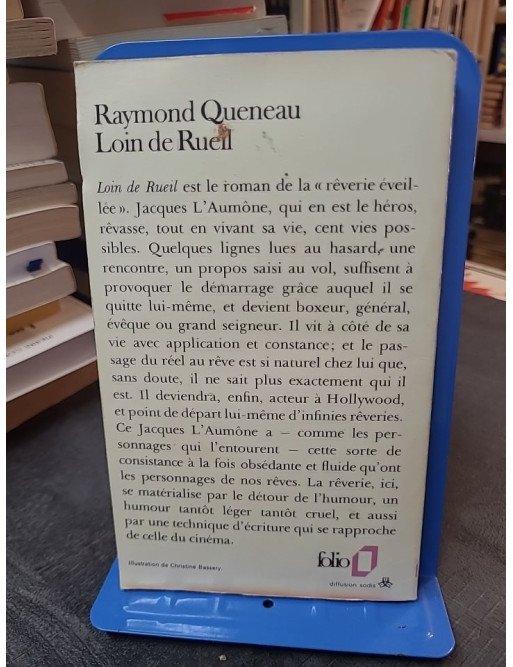 Raymond Queneau
Loin de Rueil
Loin de Rueil est le roman de la « rêverie éveil-
lée ». Jacques L'Aumône, qui en est le héros,
rêvasse, tout en vivant sa vie, cent vies pos-
sibles. Quelques lignes lues au hasard, une
rencontre, un propos saisi au vol, suffisent à
provoquer le démarrage grâce auquel il se
quitte lui-même, et devient boxeur, général,
évêque ou grand seigneur. Il vit à côté de sa
vie avec application et constance; et le pas-
sage du réel au rêve est si naturel chez lui que,
sans doute, il ne sait plus exactement qui il
est. Il deviendra, enfin, acteur à Hollywood,
et point de départ lui-même d'infinies rêveries.
Ce Jacques L'Aumône a — comme les per-
sonnages qui l'entourent — cette sorte de
consistance à la fois obsédante et fluide qu'ont
les personnages de nos rêves. La rêverie, ici,
se matérialise par le détour de l'humour, un
humour tantôt léger tantôt cruel, et aussi
par une technique d'écriture qui se rapproche
de celle du cinéma.
Illustration de Christine Bassery.
folio
diffusion sodis